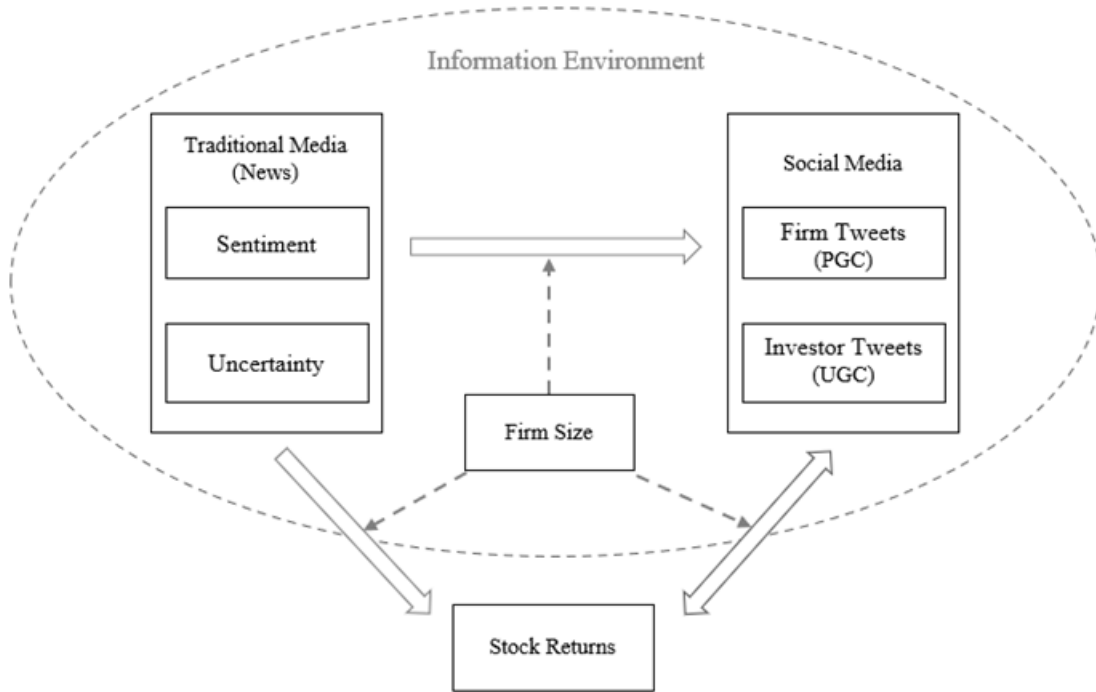 Information Environment
Traditional Media
(News)
Sentiment
Uncertainty
Social Media
Firm Tweets
(PGC)
Investor Tweets
(UGC)
Firm Size
Stock Returns